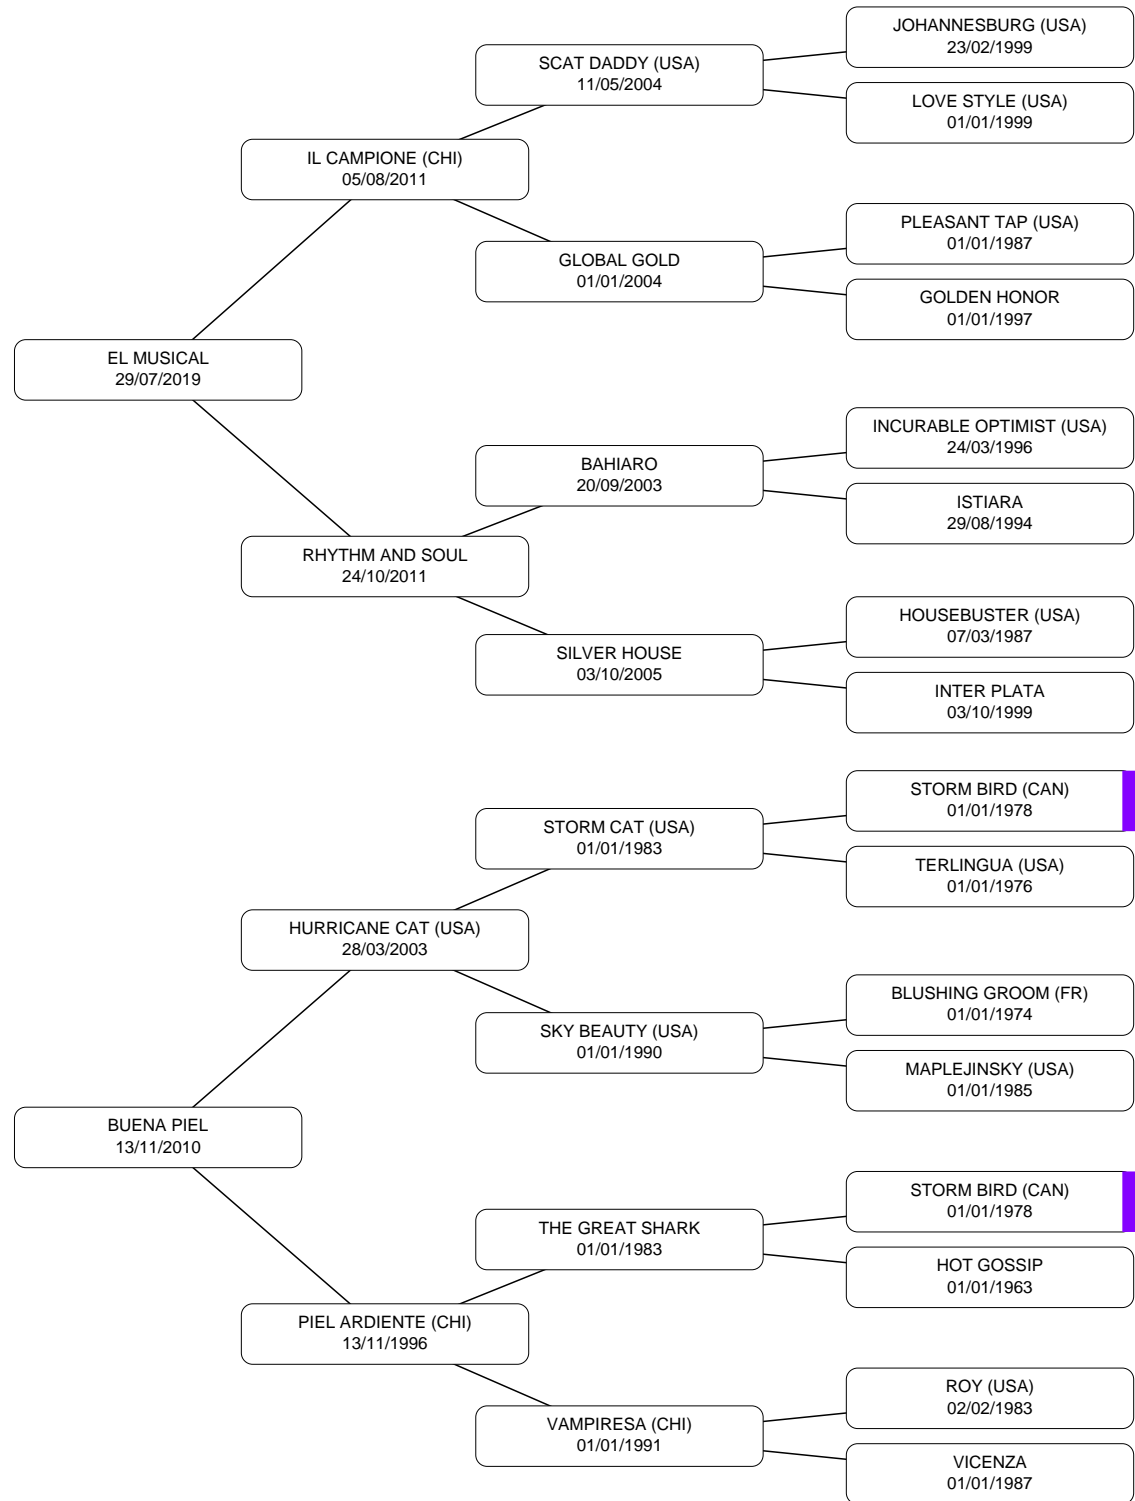 JOHANNESBURG (USA)
23/02/1999
SCAT DADDY (USA)
11/05/2004
LOVE STYLE (USA)
01/01/1999
IL CAMPIONE (CHI)
05/08/2011
PLEASANT TAP (USA)
01/01/1987
GLOBAL GOLD
01/01/2004
GOLDEN HONOR
01/01/1997
EL MUSICAL
29/07/2019
INCURABLE OPTIMIST (USA)
24/03/1996
BAHIARO
20/09/2003
ISTIARA
29/08/1994
RHYTHM AND SOUL
24/10/2011
HOUSEBUSTER (USA)
07/03/1987
SILVER HOUSE
03/10/2005
INTER PLATA
03/10/1999
STORM BIRD (CAN)
01/01/1978
STORM CAT (USA)
01/01/1983
TERLINGUA (USA)
01/01/1976
HURRICANE CAT (USA)
28/03/2003
BLUSHING GROOM (FR)
01/01/1974
SKY BEAUTY (USA)
01/01/1990
MAPLEJINSKY (USA)
01/01/1985
BUENA PIEL
13/11/2010
STORM BIRD (CAN)
01/01/1978
THE GREAT SHARK
01/01/1983
HOT GOSSIP
01/01/1963
PIEL ARDIENTE (CHI)
13/11/1996
ROY (USA)
02/02/1983
VAMPIRESA (CHI)
01/01/1991
VICENZA
01/01/1987